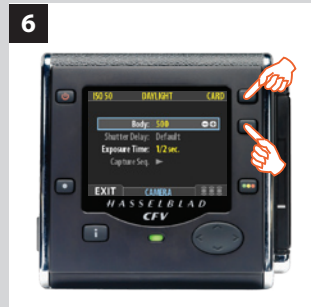 6
ISO 50 DAYLIGHT CARD
Body: 500
Shutter Delay: Default
Exposure Time: 1/2 sec.
Capture Seq.
EXIT CAMERA
HASSELBLAD
CFV
i